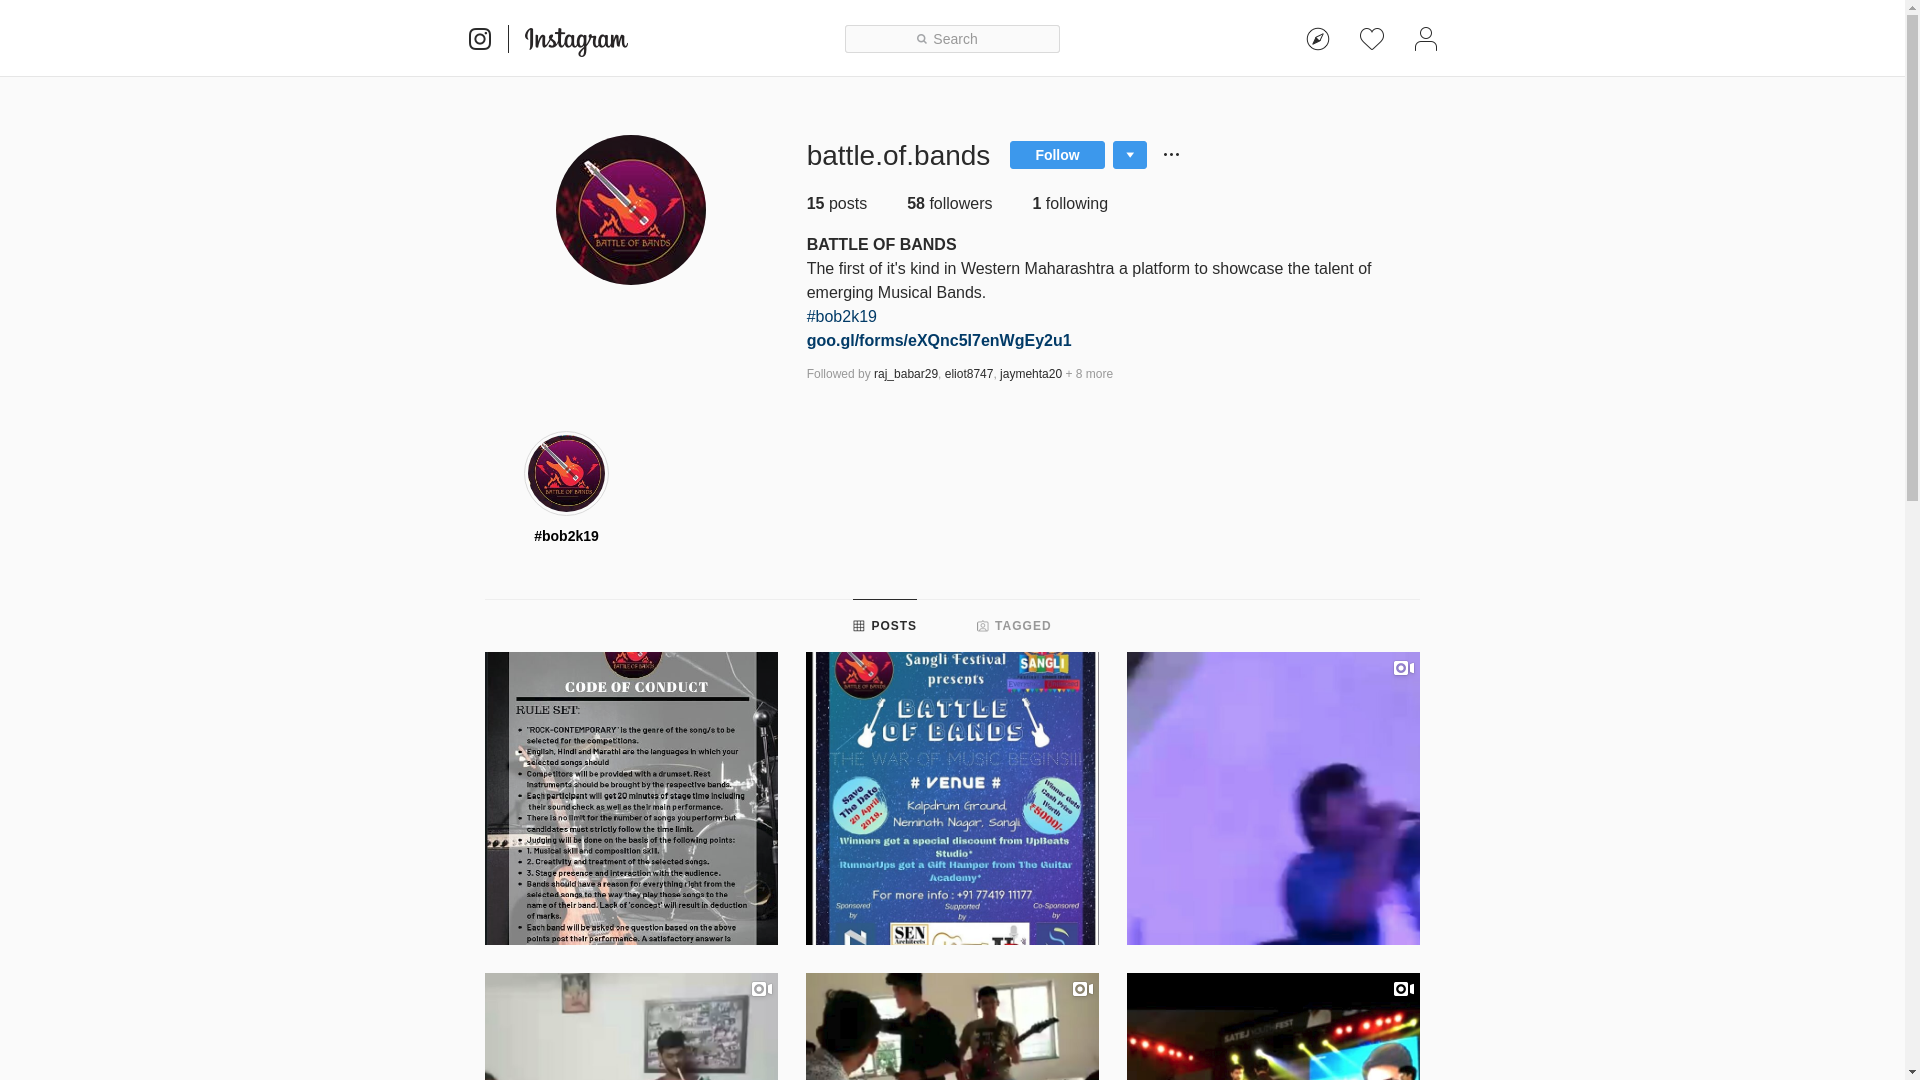 Instagram
Search
battle.of.bands
Follow
15 posts
58 followers
1 following
BATTLE OF BANDS
The first of it's kind in Western Maharashtra a platform to showcase the talent of
emerging Musical Bands.
#bob2k19
goo.gl/forms/eXQnc5I7enWgEy2u1
Followed by raj_babar29, eliot8747, jaymehta20 + 8 more
BATTLE OF BANDS
BATTLE OF BANDS
#bob2k19
POSTS
TAGGED
BATTLE OF BANDS
CODE OF CONDUCT
RULE SET:
"ROCK-CONTEMPORARY" is the genre of the song/s to be
selected for the competitions.
English, Hindi and Marathi are the languages in which your
selected songs should
Competitors will be provided with a drumset. Rest
instruments should be brought by the respective bands.
Each participant will get 20 minutes of stage time including
their sound check as well as their main performance.
There is no limit for the number of songs you perform but
candidates must strictly follow the time limit.
Judging will be done on the basis of the following points:
1. Musical skill and composition skill.
2. Creativity and treatment of the selected songs.
3. Stage presence and interaction with the audience.
Bands should have a reason for everything right from the
selected songs to the way they play those songs to the
name of their band. Lack of 'concept' will result in deduction
of marks.
Each band will be asked one question based on the above
points post their performance. A satisfactory answer is
BATTLE OF BANDS
Sangli Festival
presents
SANGLI
BATTLE
OF BANDS
THE WAR OF MUSIC BEGINS!!!
# VENUE #
Save
The Date
20 April
2019.
Kalpdrum Ground,
Neminath Nagar, Sangli
Winner Gets
Cash Prize
Worth
₹5000/-
Winners get a special discount from UpBeats
Studio*
RunnerUps get a Gift Hamper from The Guitar
Academy*
For more info : +91 77419 11177
Sponsored
by
Supported
by
Co-Sponsored
by
SEN
Architects
SATEJ YOUTH FEST